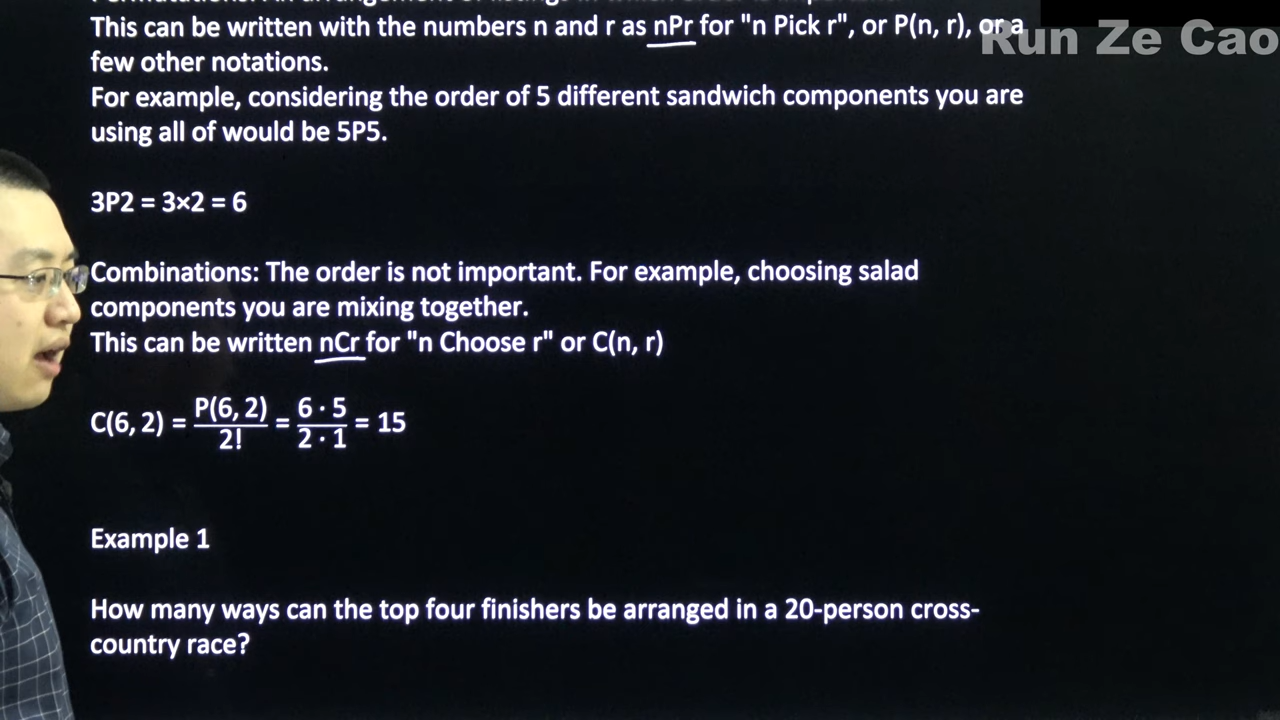 This can be written with the numbers n and r as nPr for "n Pick r", or P(n, r), or a
Run Ze Cao
few other notations.
For example, considering the order of 5 different sandwich components you are
using all of would be 5P5.
3P2 = 3×2 = 6
Combinations: The order is not important. For example, choosing salad
components you are mixing together.
This can be written nCr for "n Choose r" or C(n, r)
C(6, 2) = P(6, 2)/2! = 6 · 5/2 · 1 = 15
Example 1
How many ways can the top four finishers be arranged in a 20-person cross-
country race?